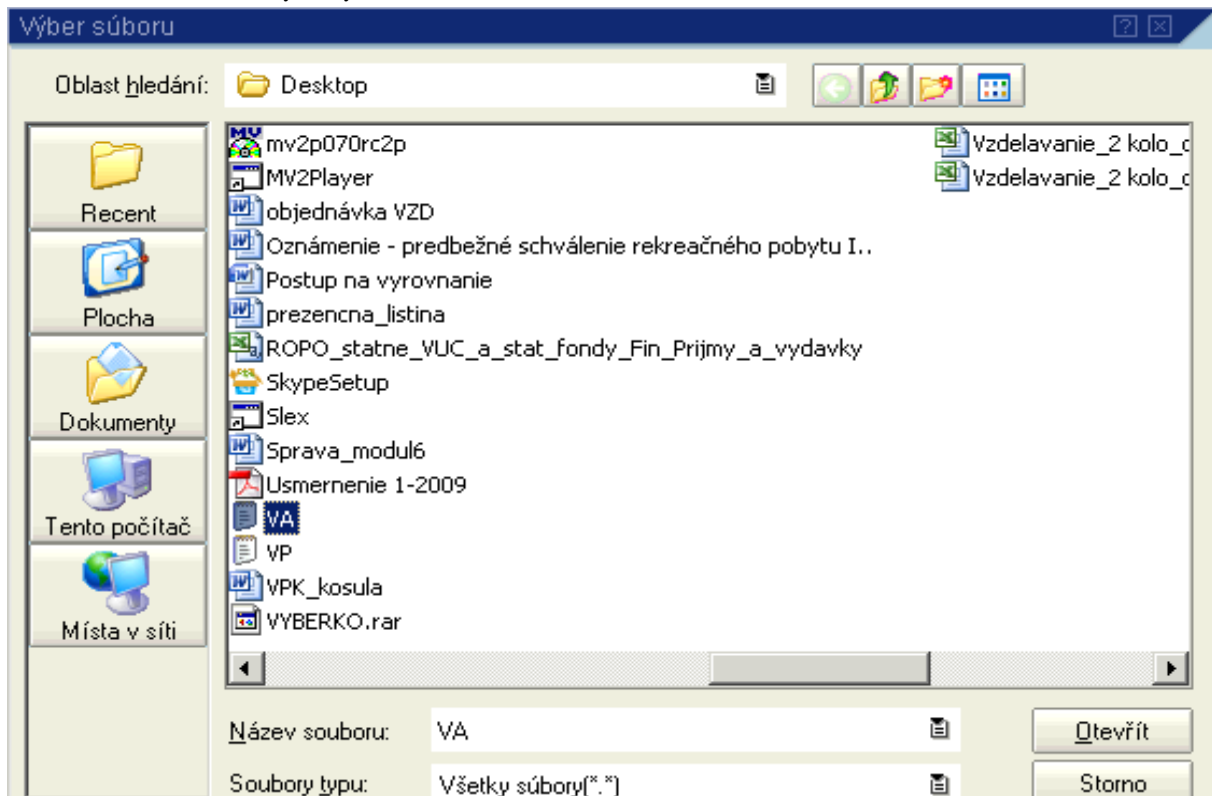 Výber súboru
Oblast hledání: Desktop
Recent
Plocha
Dokumenty
Tento počítač
Místa v síti
mv2p070rc2p
MV2Player
objednávka VZD
Oznámenie - predbežné schválenie rekreačného pobytu I..
Postup na vyrovnanie
prezencna_listina
ROPO_statne_VUC_a_stat_fondy_Fin_Prijmy_a_vydavky
SkypeSetup
Slex
Sprava_modul6
Usmernenie 1-2009
VA
VP
VPK_kosula
VYBERKO.rar
Vzdelavanie_2 kolo_
Vzdelavanie_2 kolo_
Název souboru: VA Otevřít
Soubory typu: Všetky súbory(*.*) Storno